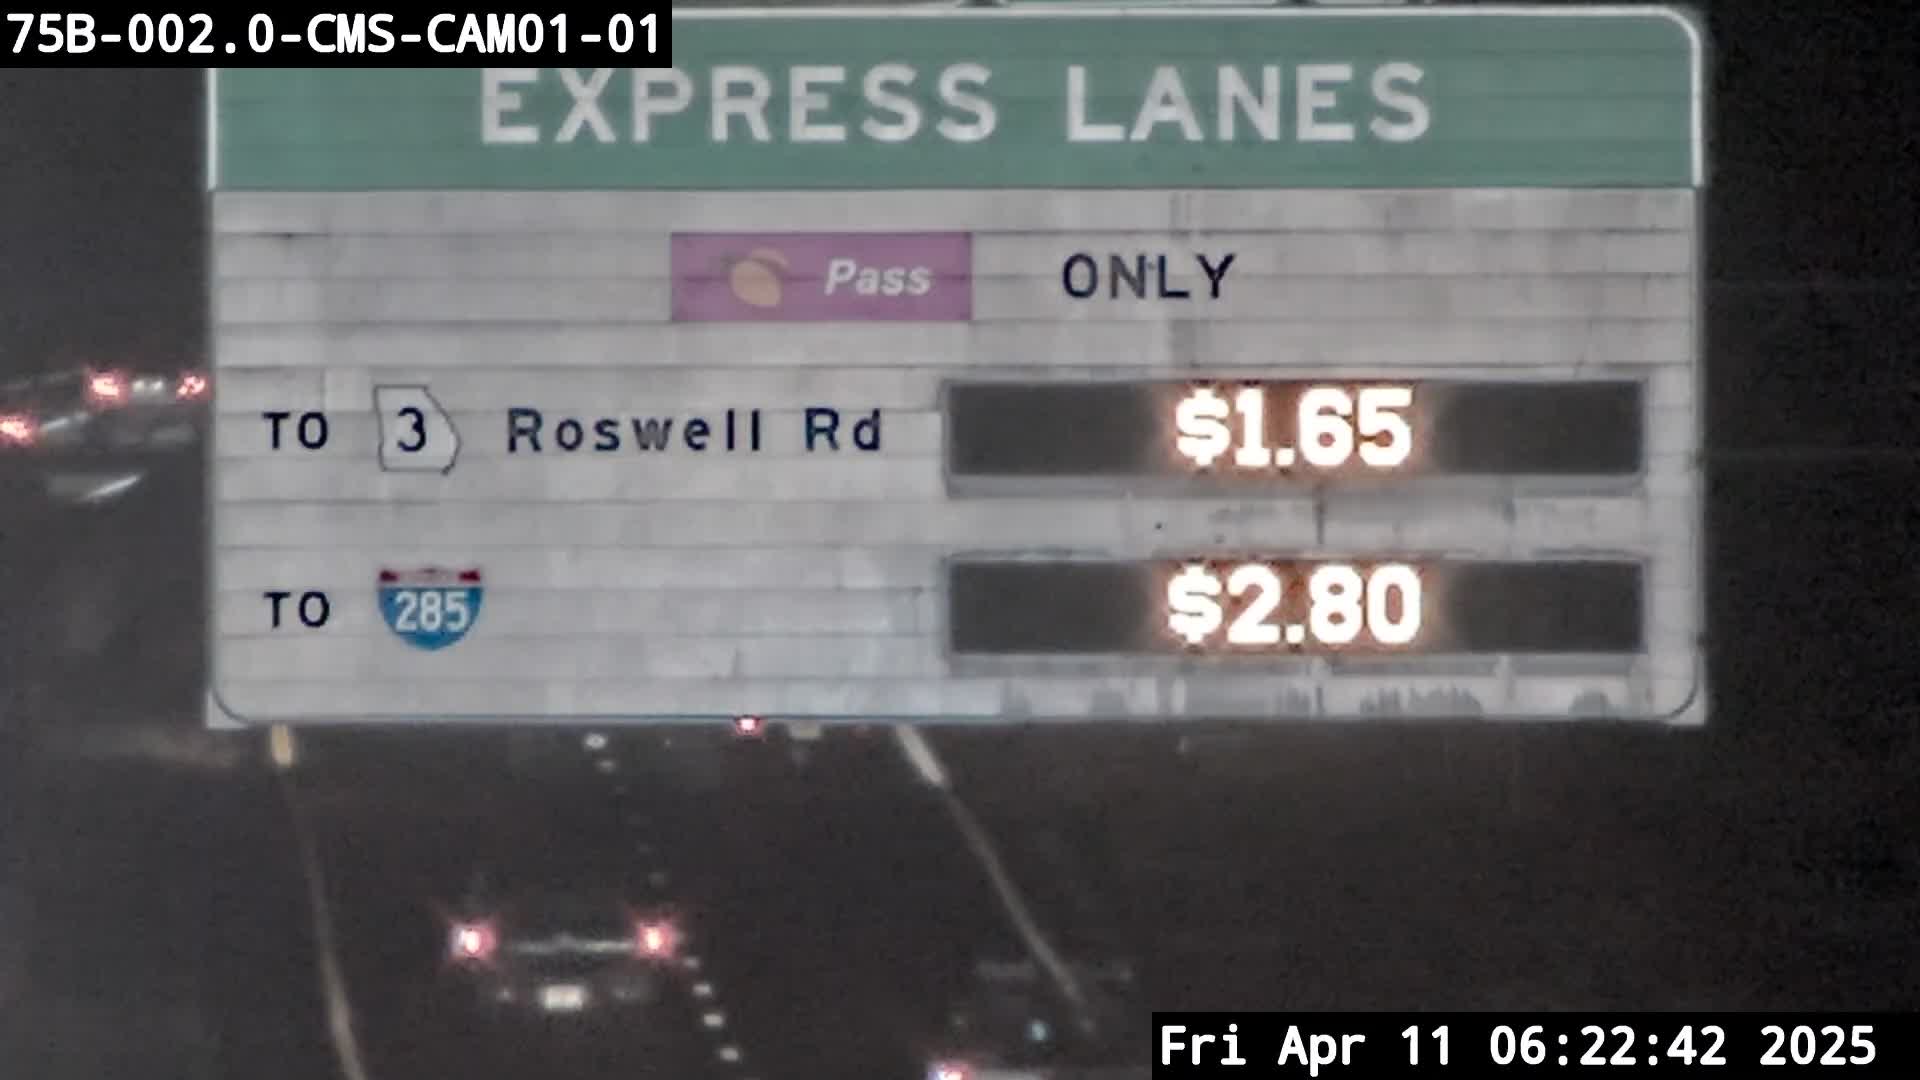 75B-002.0-CMS-CAM01-01
EXPRESS LANES
Pass ONLY
TO 3 Roswell Rd $1.65
TO 285 $2.80
Fri Apr 11 06:22:42 2025